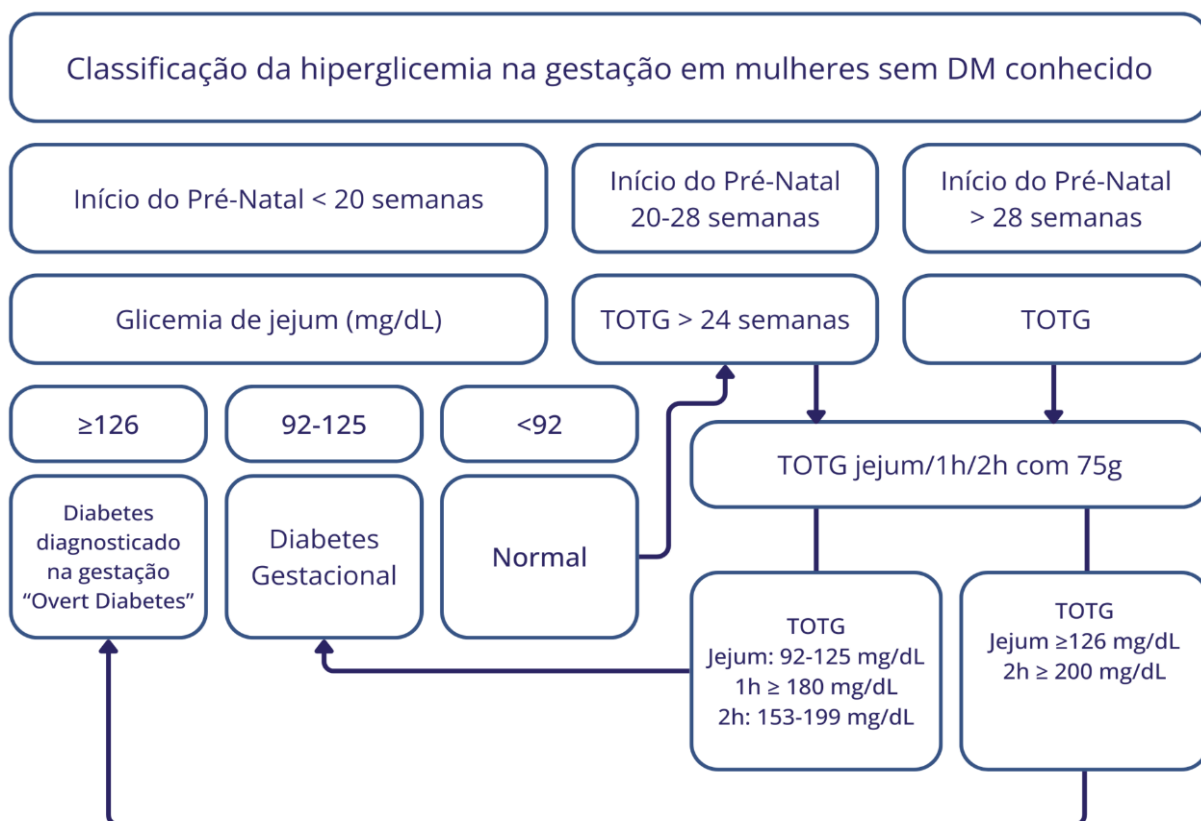 Classificação da hiperglicemia na gestação em mulheres sem DM conhecido
Início do Pré-Natal < 20 semanas
Início do Pré-Natal
20-28 semanas
Início do Pré-Natal
> 28 semanas
Glicemia de jejum (mg/dL)
TOTG > 24 semanas
TOTG
≥126
92-125
<92
TOTG jejum/1h/2h com 75g
Diabetes
diagnosticado
na gestação
“Overt Diabetes”
Diabetes
Gestacional
Normal
TOTG
Jejum: 92-125 mg/dL
1h ≥ 180 mg/dL
2h: 153-199 mg/dL
TOTG
Jejum ≥126 mg/dL
2h ≥ 200 mg/dL